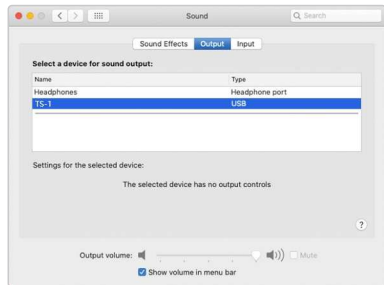 Sound
Search
Sound Effects Output Input
Select a device for sound output:
Name Type
Headphones Headphone port
TS-1 USB
Settings for the selected device:
The selected device has no output controls
?
Output volume: Mute
Show volume in menu bar